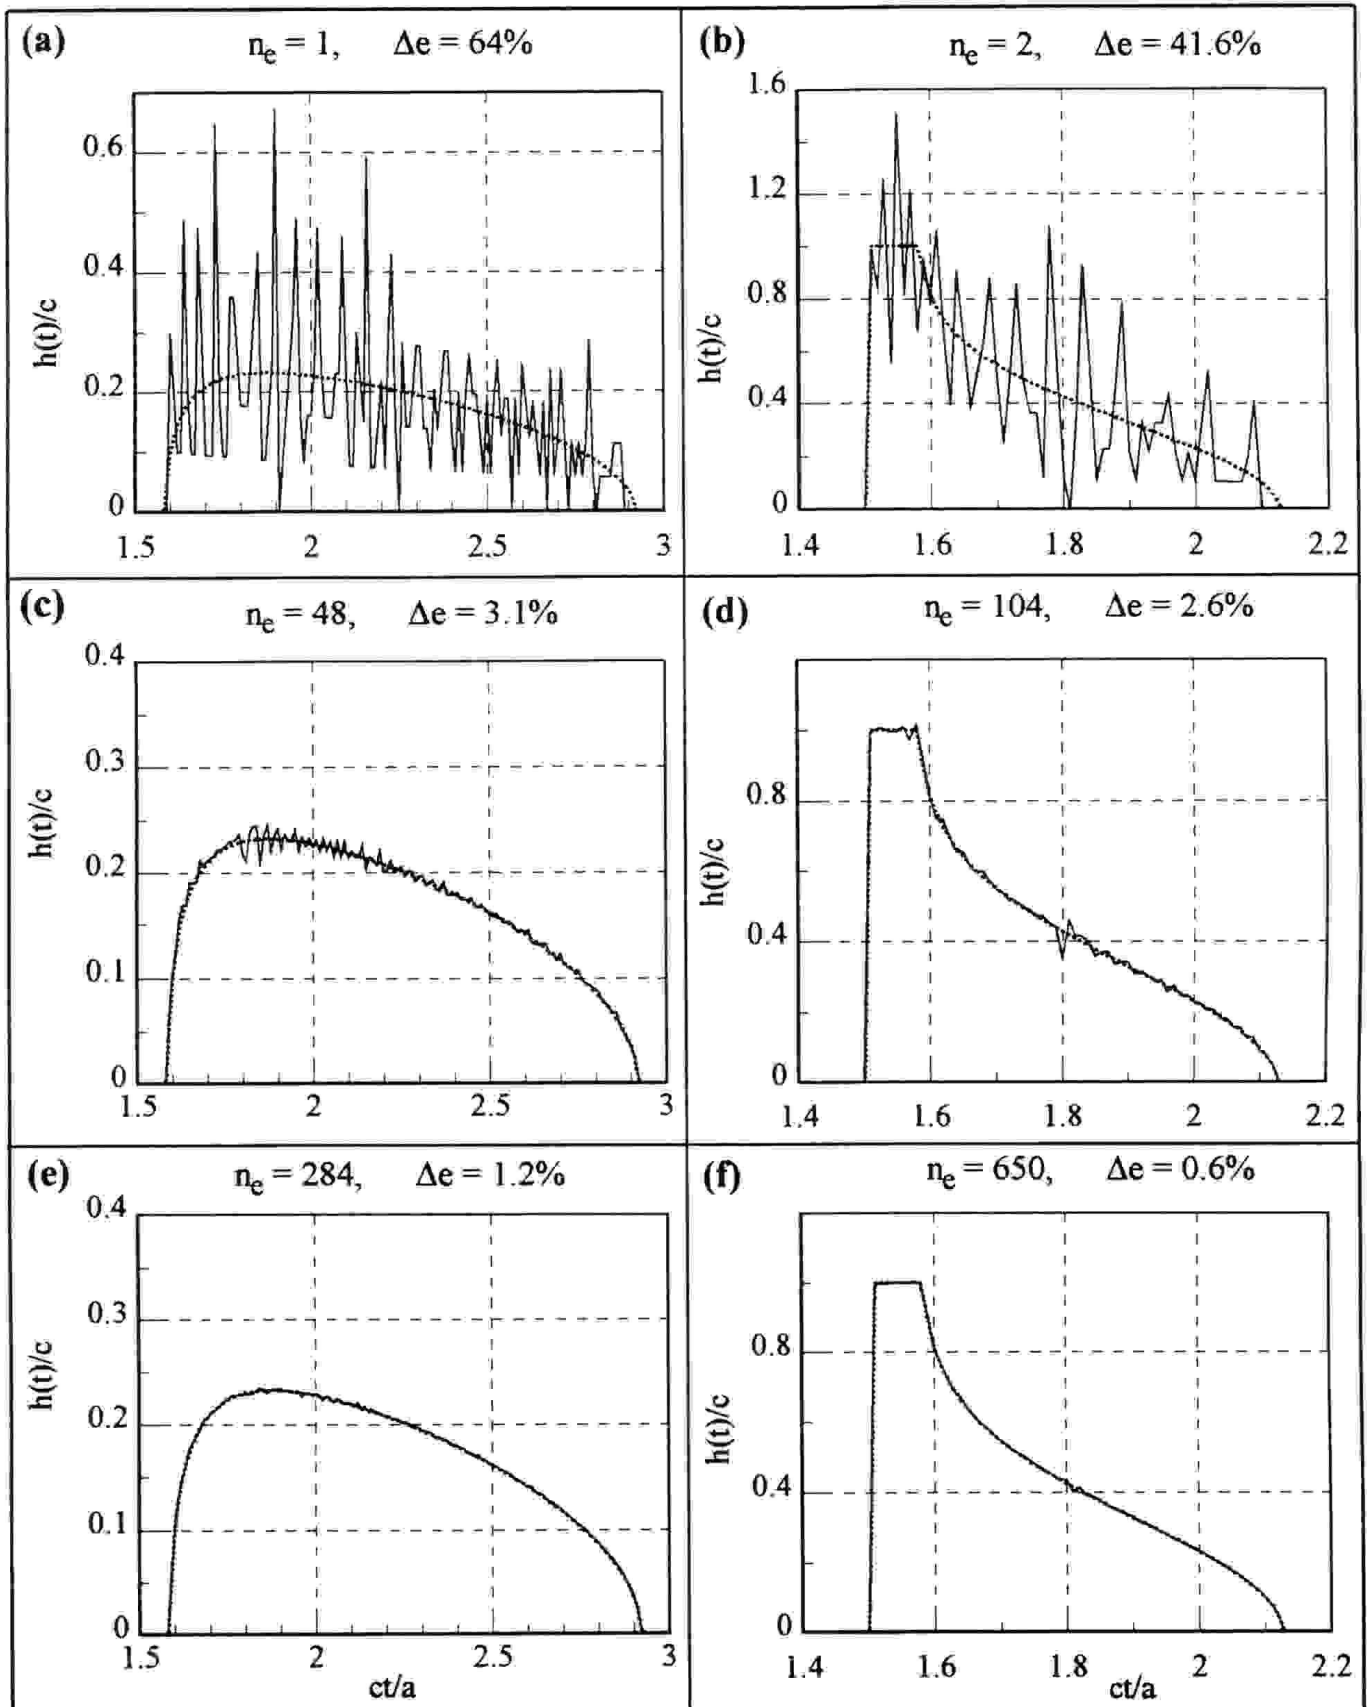 (a) nₑ = 1, Δe = 64%
0.6
0.4
0.2
0
h(t)/c
1.5 2 2.5 3
(b) nₑ = 2, Δe = 41.6%
1.6
1.2
0.8
0.4
0
h(t)/c
1.4 1.6 1.8 2 2.2
(c) nₑ = 48, Δe = 3.1%
0.4
0.3
0.2
0.1
0
h(t)/c
1.5 2 2.5 3
(d) nₑ = 104, Δe = 2.6%
0.8
0.4
0
h(t)/c
1.4 1.6 1.8 2 2.2
(e) nₑ = 284, Δe = 1.2%
0.4
0.3
0.2
0.1
0
h(t)/c
1.5 2 2.5 3
ct/a
(f) nₑ = 650, Δe = 0.6%
0.8
0.4
0
h(t)/c
1.4 1.6 1.8 2 2.2
ct/a